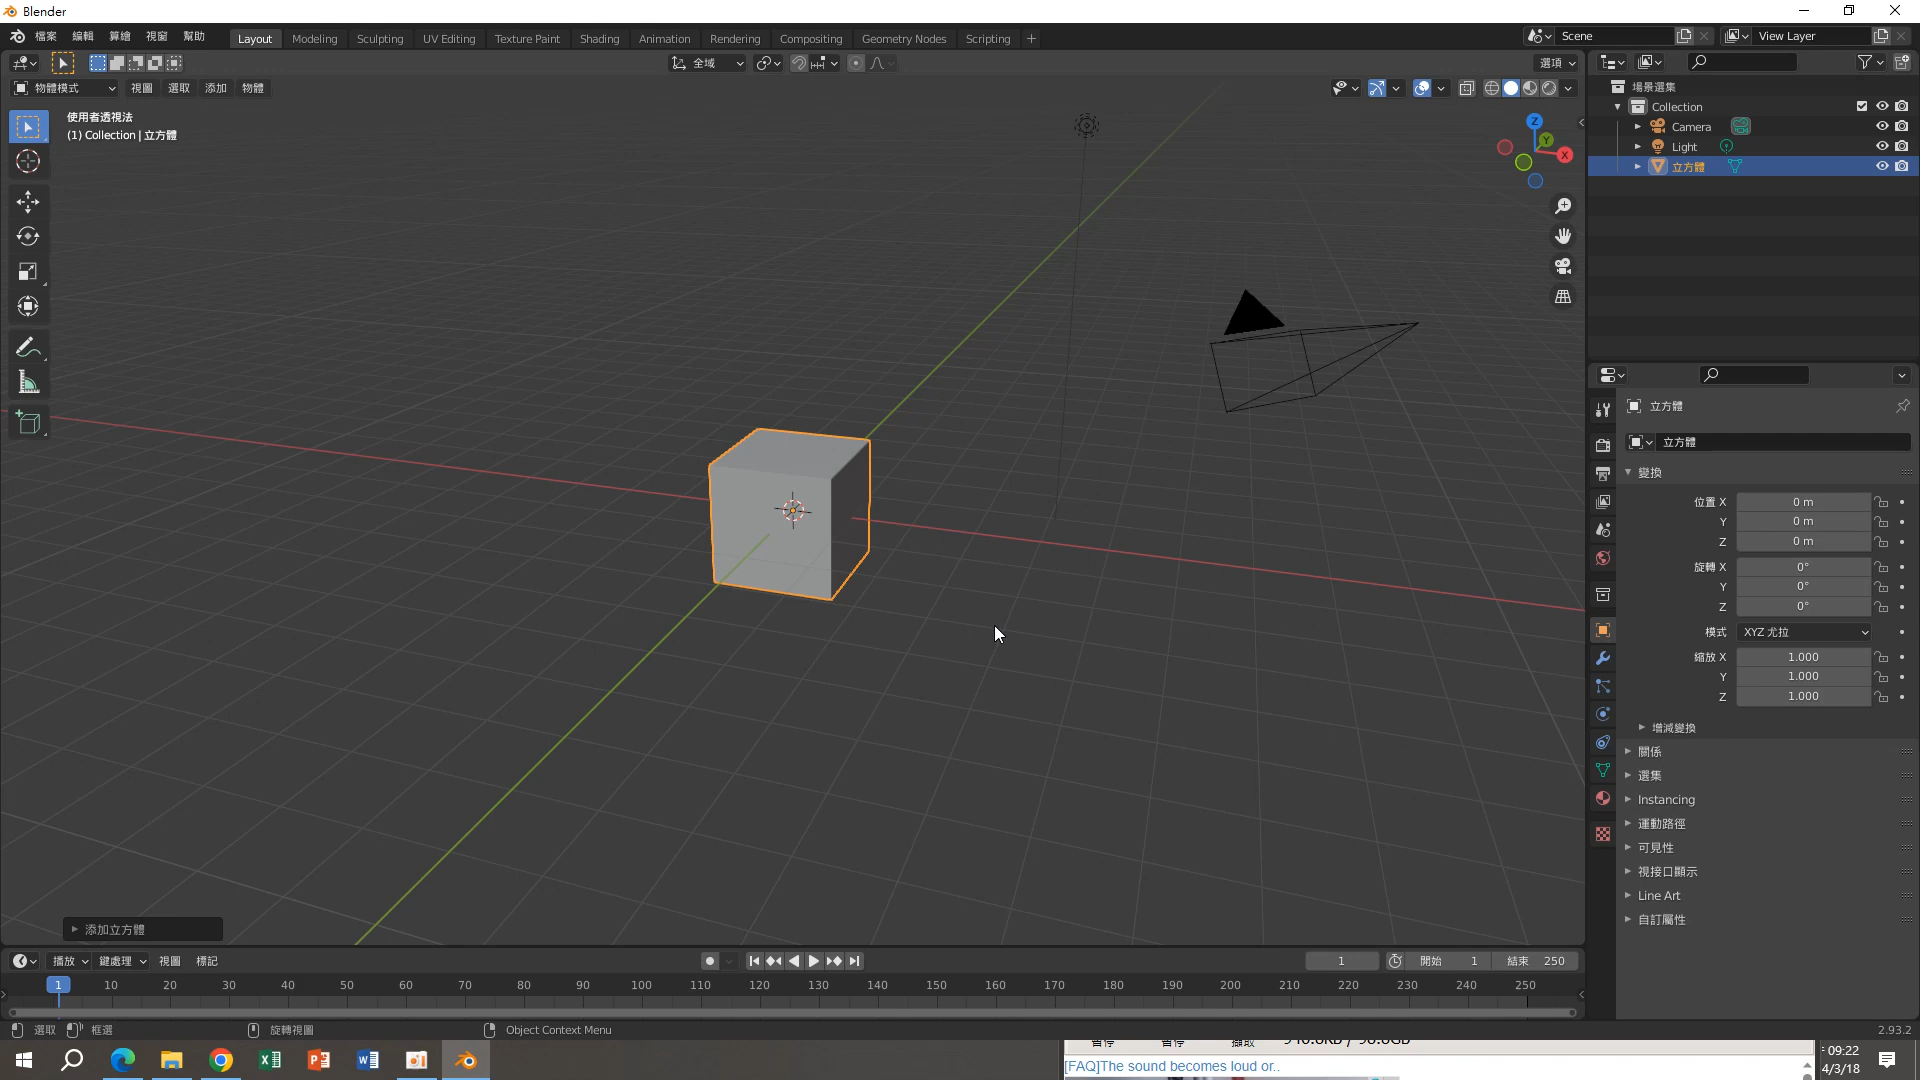 Blender
檔案 編輯 算繪 視窗 幫助 Layout Modeling Sculpting UV Editing Texture Paint Shading Animation Rendering Compositing Geometry Nodes Scripting + Scene View Layer
全域 選項
物體模式 視圖 選取 添加 物體
使用者透視法
(1) Collection | 立方體
Z
Y
X
場景選集
Collection
Camera
Light
立方體
立方體
立方體
變換
位置 X 0 m
Y 0 m
Z 0 m
旋轉 X 0°
Y 0°
Z 0°
模式 XYZ 尤拉
縮放 X 1.000
Y 1.000
Z 1.000
增減變換
關係
選集
Instancing
運動路徑
可見性
視接口顯示
Line Art
自訂屬性
添加立方體
播放 鍵處理 視圖 標記 1 開始 1 結束 250
1 10 20 30 40 50 60 70 80 90 100 110 120 130 140 150 160 170 180 190 200 210 220 230 240 250
選取 框選 旋轉視圖 Object Context Menu 2.93.2
暫停 暫停 擷取
[FAQ]The sound becomes loud or..
09:22
4/3/18